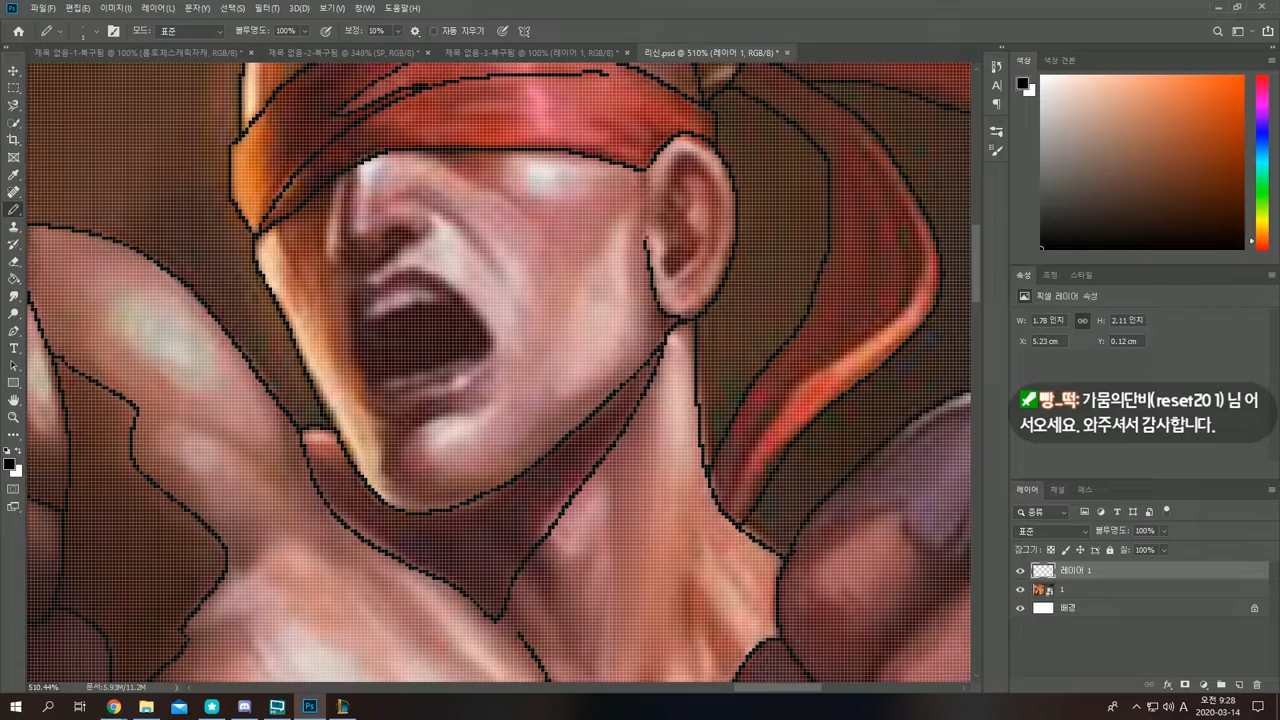 파일(F) 편집(E) 이미지(I) 레이어(L) 문자(Y) 선택(S) 필터(T) 3D(D) 보기(V) 창(W) 도움말(H)
1 모드: 표준 불투명도: 100% 보정: 10% 자동 지우기
제목 없음-1-복구됨 @ 100% (롤토체스캐릭자캐, RGB/8*) * 제목 없음-2-복구됨 @ 348% (SP, RGB/8*) * 제목 없음-3-복구됨 @ 100% (레이어 1, RGB/8*) * 리신.psd @ 510% (레이어 1, RGB/8*) *
색상 색상 견본
속성 조정 스타일
픽셀 레이어 속성
W: 1.78 인치 H: 2.11 인치
X: 5.23 cm Y: 0.12 cm
빵_떡: 가뭄의단비(reset201) 님 어
서오세요. 와주셔서 감사합니다.
레이어 채널 패스
종류
표준 불투명도: 100%
잠그기: 칠: 100%
레이어 1
1
배경
510.44% 문서:5.93M/11.2M
A 오전 9:28
2020-03-14